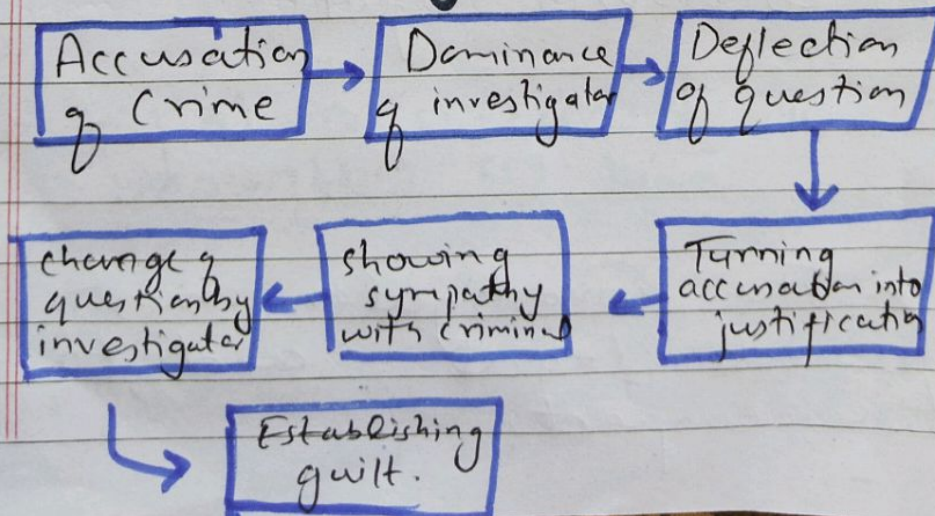 Accusation
of Crime
Dominance
of investigator
Deflection
of question
Turning
accusation into
justification
showing
sympathy
with criminal
change of
question by
investigator
Establishing
guilt.